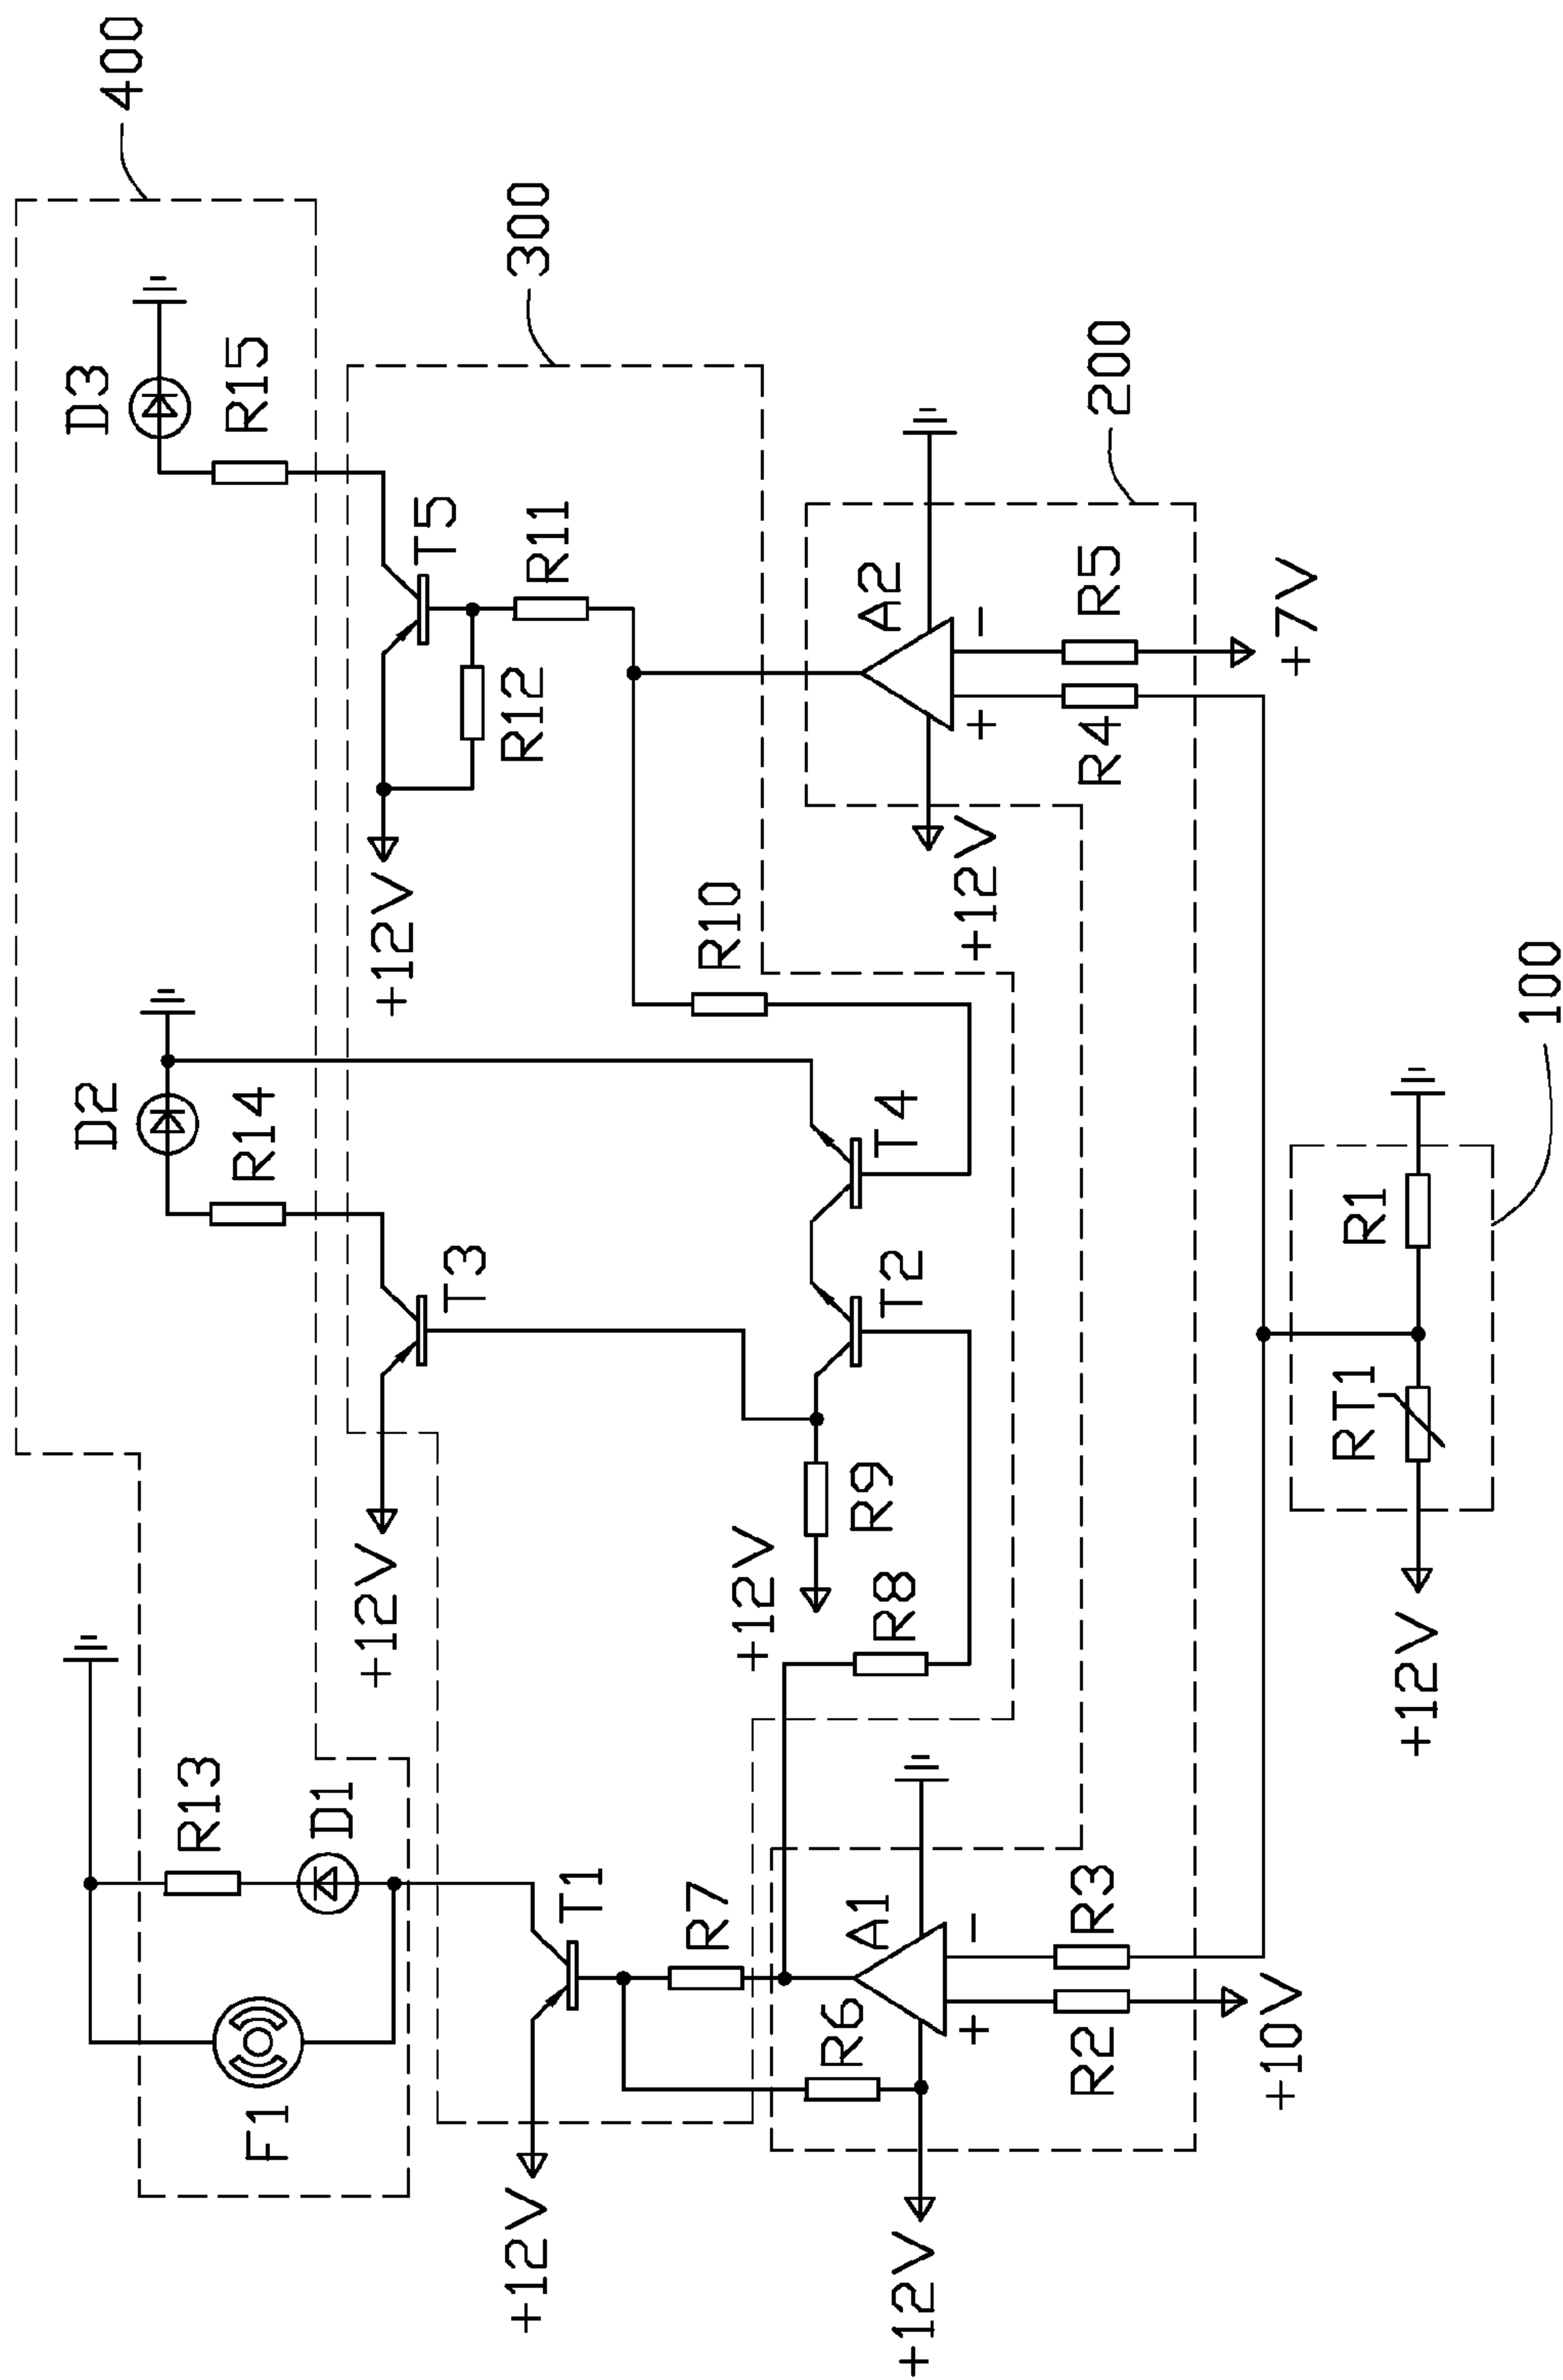 400
D3
R15
300
T5
R11
R12
+12V
A2
200
R5
R4
+7V
+12V
D2
R14
R10
T4
T3
T2
+12V
R9
+12V
R8
100
R1
RT1
+12V
R13
D1
F1
T1
+12V
R7
R6
A1
R3
R2
+10V
+12V
+
-
+
-